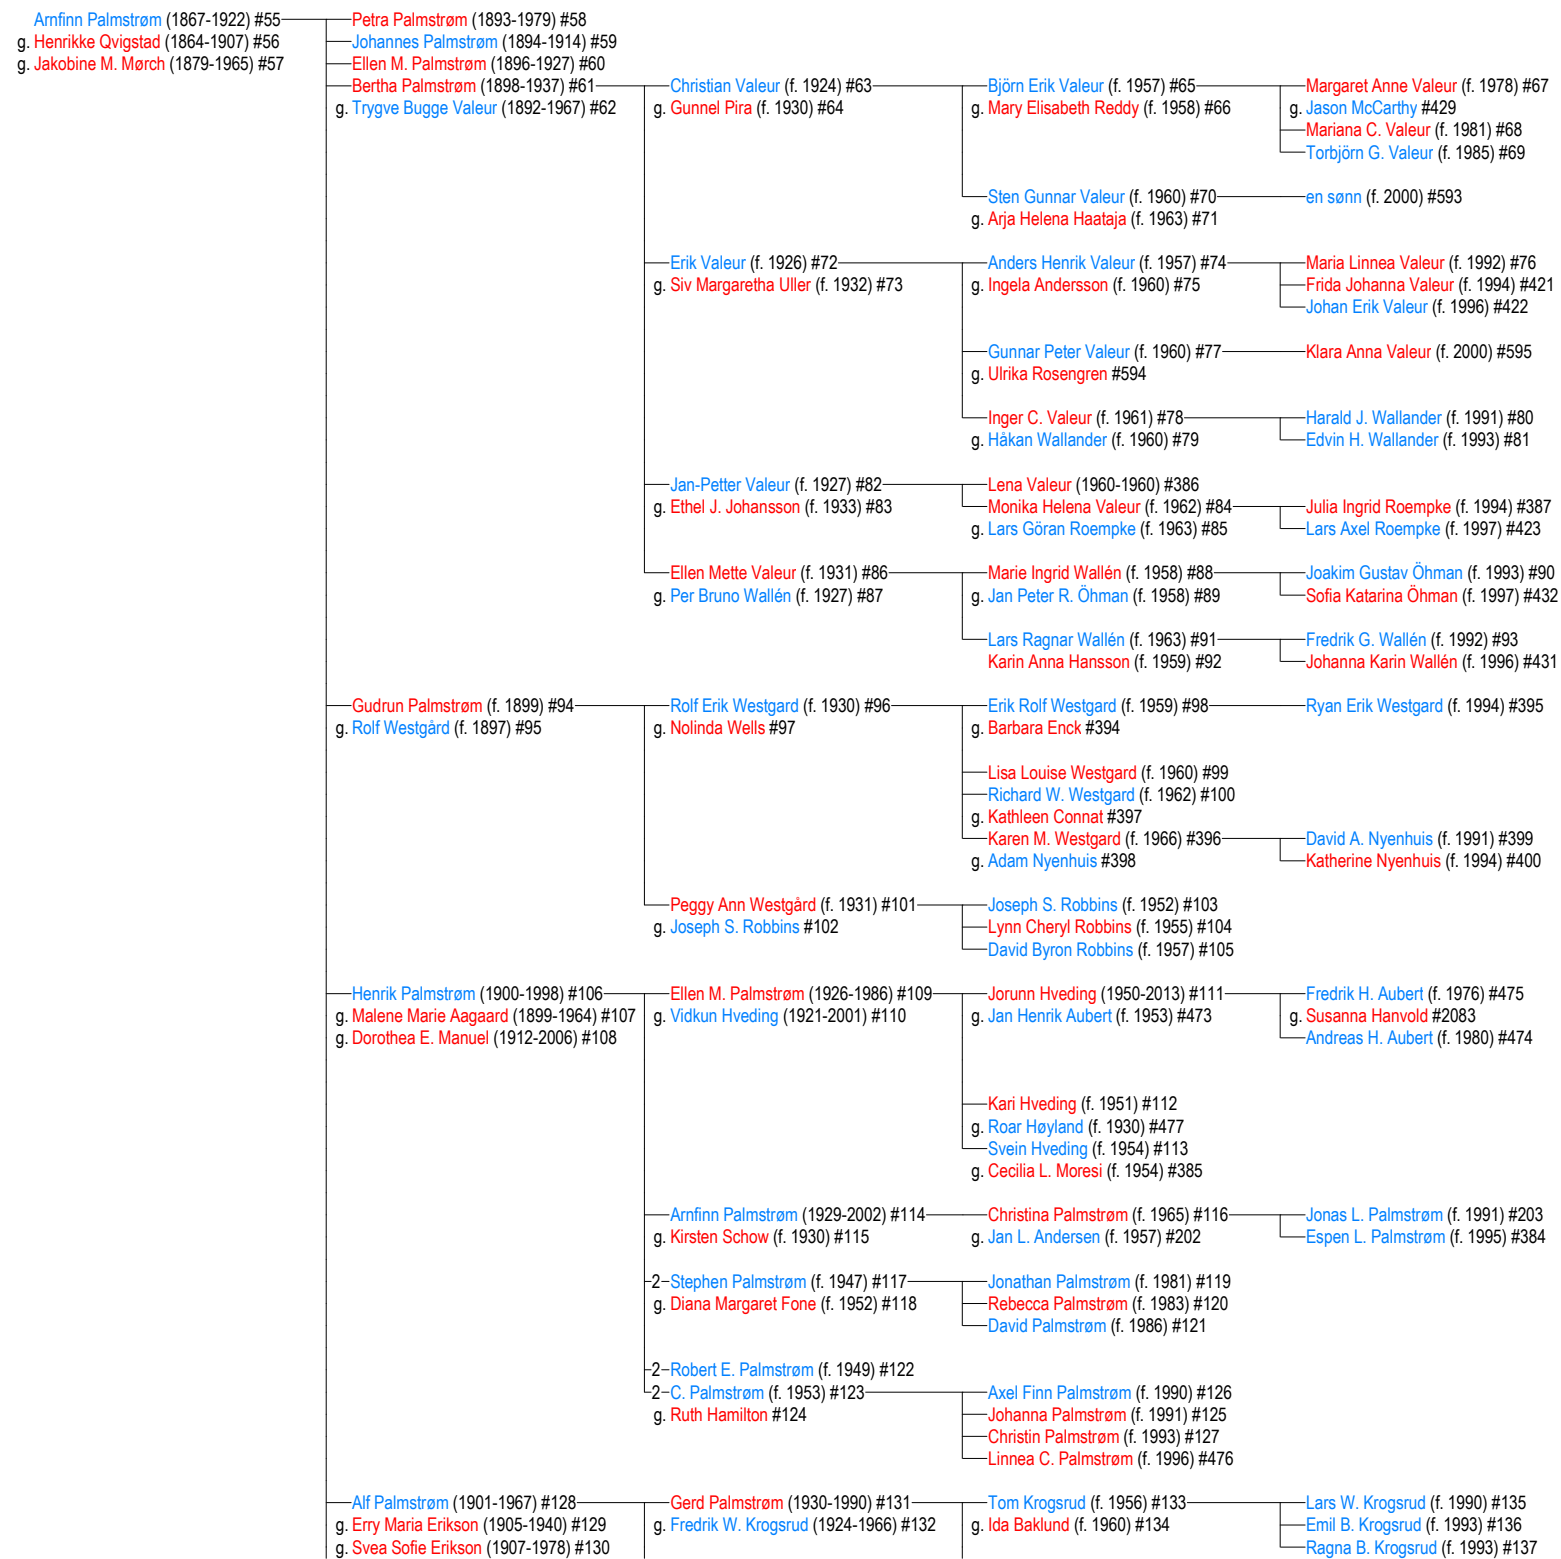 Arnfinn Palmstrøm (1867-1922) #55
g. Henrikke Qvigstad (1864-1907) #56
g. Jakobine M. Mørch (1879-1965) #57
Petra Palmstrøm (1893-1979) #58
Johannes Palmstrøm (1894-1914) #59
Ellen M. Palmstrøm (1896-1927) #60
Bertha Palmstrøm (1898-1937) #61
g. Trygve Bugge Valeur (1892-1967) #62
Christian Valeur (f. 1924) #63
g. Gunnel Pira (f. 1930) #64
Björn Erik Valeur (f. 1957) #65
g. Mary Elisabeth Reddy (f. 1958) #66
Margaret Anne Valeur (f. 1978) #67
g. Jason McCarthy #429
Mariana C. Valeur (f. 1981) #68
Torbjörn G. Valeur (f. 1985) #69
Sten Gunnar Valeur (f. 1960) #70
g. Arja Helena Haataja (f. 1963) #71
en sønn (f. 2000) #593
Erik Valeur (f. 1926) #72
g. Siv Margaretha Uller (f. 1932) #73
Anders Henrik Valeur (f. 1957) #74
g. Ingela Andersson (f. 1960) #75
Maria Linnea Valeur (f. 1992) #76
Frida Johanna Valeur (f. 1994) #421
Johan Erik Valeur (f. 1996) #422
Gunnar Peter Valeur (f. 1960) #77
g. Ulrika Rosengren #594
Klara Anna Valeur (f. 2000) #595
Inger C. Valeur (f. 1961) #78
g. Håkan Wallander (f. 1960) #79
Harald J. Wallander (f. 1991) #80
Edvin H. Wallander (f. 1993) #81
Jan-Petter Valeur (f. 1927) #82
g. Ethel J. Johansson (f. 1933) #83
Lena Valeur (1960-1960) #386
Monika Helena Valeur (f. 1962) #84
g. Lars Göran Roempke (f. 1963) #85
Julia Ingrid Roempke (f. 1994) #387
Lars Axel Roempke (f. 1997) #423
Ellen Mette Valeur (f. 1931) #86
g. Per Bruno Wallén (f. 1927) #87
Marie Ingrid Wallén (f. 1958) #88
g. Jan Peter R. Öhman (f. 1958) #89
Joakim Gustav Öhman (f. 1993) #90
Sofia Katarina Öhman (f. 1997) #432
Lars Ragnar Wallén (f. 1963) #91
Karin Anna Hansson (f. 1959) #92
Fredrik G. Wallén (f. 1992) #93
Johanna Karin Wallén (f. 1996) #431
Gudrun Palmstrøm (f. 1899) #94
g. Rolf Westgård (f. 1897) #95
Rolf Erik Westgard (f. 1930) #96
g. Nolinda Wells #97
Erik Rolf Westgard (f. 1959) #98
g. Barbara Enck #394
Ryan Erik Westgard (f. 1994) #395
Lisa Louise Westgard (f. 1960) #99
Richard W. Westgard (f. 1962) #100
g. Kathleen Connat #397
Karen M. Westgard (f. 1966) #396
g. Adam Nyenhuis #398
David A. Nyenhuis (f. 1991) #399
Katherine Nyenhuis (f. 1994) #400
Peggy Ann Westgård (f. 1931) #101
g. Joseph S. Robbins #102
Joseph S. Robbins (f. 1952) #103
Lynn Cheryl Robbins (f. 1955) #104
David Byron Robbins (f. 1957) #105
Henrik Palmstrøm (1900-1998) #106
g. Malene Marie Aagaard (1899-1964) #107
g. Dorothea E. Manuel (1912-2006) #108
Ellen M. Palmstrøm (1926-1986) #109
g. Vidkun Hveding (1921-2001) #110
Jorunn Hveding (1950-2013) #111
g. Jan Henrik Aubert (f. 1953) #473
Fredrik H. Aubert (f. 1976) #475
g. Susanna Hanvold #2083
Andreas H. Aubert (f. 1980) #474
Kari Hveding (f. 1951) #112
g. Roar Høyland (f. 1930) #477
Svein Hveding (f. 1954) #113
g. Cecilia L. Moresi (f. 1954) #385
Arnfinn Palmstrøm (1929-2002) #114
g. Kirsten Schow (f. 1930) #115
Christina Palmstrøm (f. 1965) #116
g. Jan L. Andersen (f. 1957) #202
Jonas L. Palmstrøm (f. 1991) #203
Espen L. Palmstrøm (f. 1995) #384
2 Stephen Palmstrøm (f. 1947) #117
g. Diana Margaret Fone (f. 1952) #118
Jonathan Palmstrøm (f. 1981) #119
Rebecca Palmstrøm (f. 1983) #120
David Palmstrøm (f. 1986) #121
2 Robert E. Palmstrøm (f. 1949) #122
2 C. Palmstrøm (f. 1953) #123
g. Ruth Hamilton #124
Axel Finn Palmstrøm (f. 1990) #126
Johanna Palmstrøm (f. 1991) #125
Christin Palmstrøm (f. 1993) #127
Linnea C. Palmstrøm (f. 1996) #476
Alf Palmstrøm (1901-1967) #128
g. Erry Maria Erikson (1905-1940) #129
g. Svea Sofie Erikson (1907-1978) #130
Gerd Palmstrøm (1930-1990) #131
g. Fredrik W. Krogsrud (1924-1966) #132
Tom Krogsrud (f. 1956) #133
g. Ida Baklund (f. 1960) #134
Lars W. Krogsrud (f. 1990) #135
Emil B. Krogsrud (f. 1993) #136
Ragna B. Krogsrud (f. 1993) #137